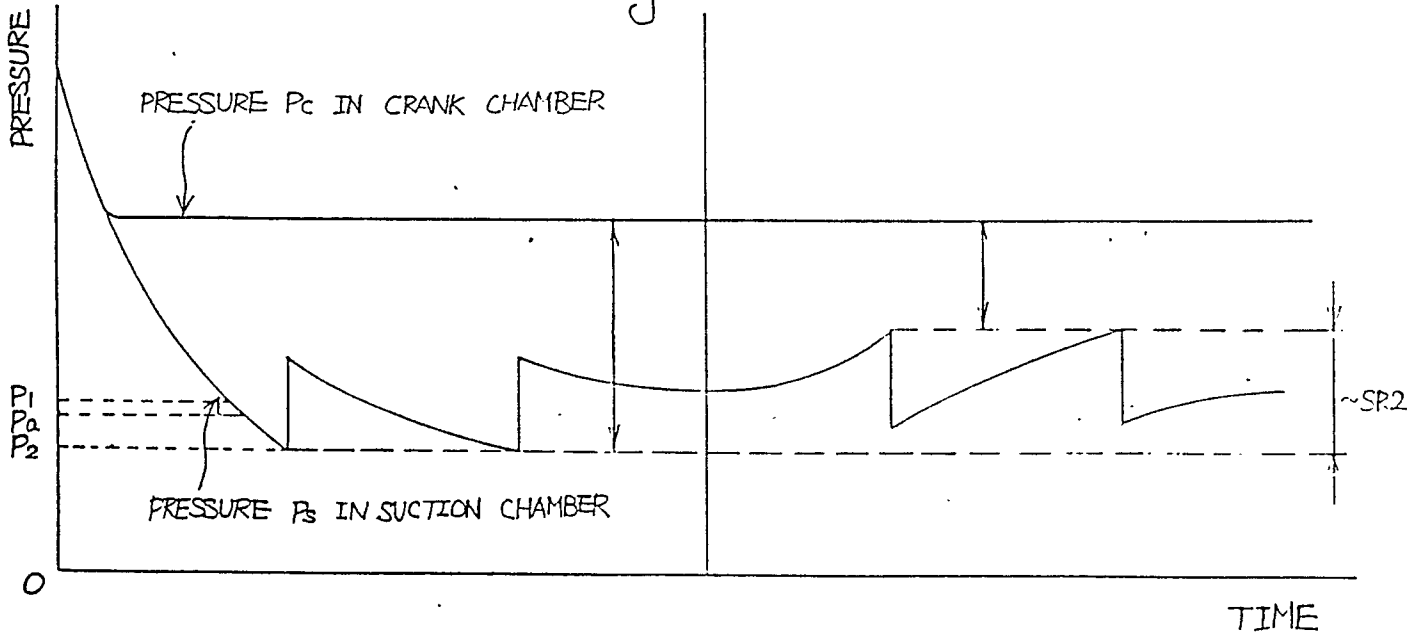 PRESSURE
PRESSURE Pc IN CRANK CHAMBER
P1
Pa
P2
~SP.2
PRESSURE Ps IN SUCTION CHAMBER
O
TIME